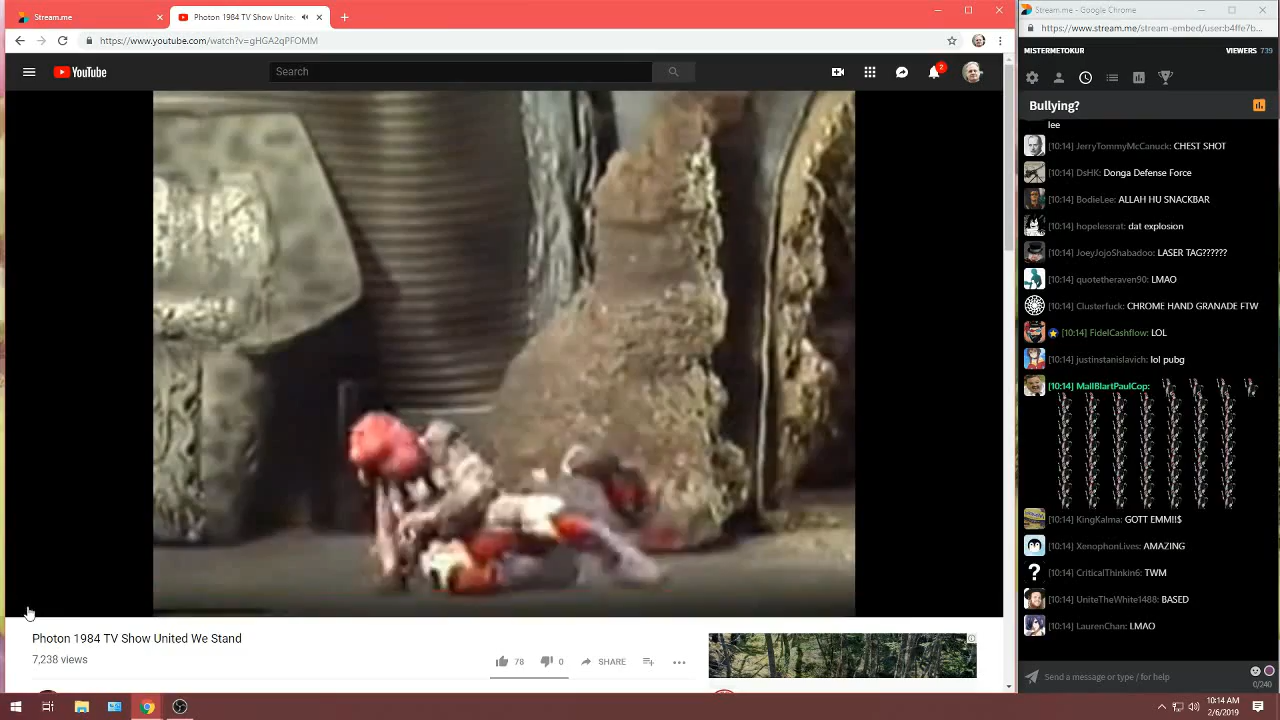 Stream.me
Photon 1984 TV Show Unite
https://www.youtube.com/watch?v=gHGA2qPFOMM
YouTube
Search
2
Photon 1984 TV Show United We Stand
7,238 views
78
0
SHARE
Stream.me - Google Chrome
https://www.stream.me/stream-embed/user:b4ffe7b...
MISTERMETOKUR
VIEWERS 739
Bullying?
lee
[10:14] JerryTommyMcCanuck: CHEST SHOT
[10:14] DsHK: Donga Defense Force
[10:14] BodieLee: ALLAH HU SNACKBAR
[10:14] hopelessrat: dat explosion
[10:14] JoeyJojoShabadoo: LASER TAG??????
[10:14] quotetheraven90: LMAO
[10:14] Clusterfuck: CHROME HAND GRANADE FTW
[10:14] FidelCashflow: LOL
[10:14] justinstanislavich: lol pubg
[10:14] MallBlartPaulCop:
[10:14] KingKalma: GOTT EMM!!$
[10:14] XenophonLives: AMAZING
[10:14] CriticalThinkin6: TWM
[10:14] UniteTheWhite1488: BASED
[10:14] LaurenChan: LMAO
Send a message or type / for help
0/240
10:14 AM
2/6/2019